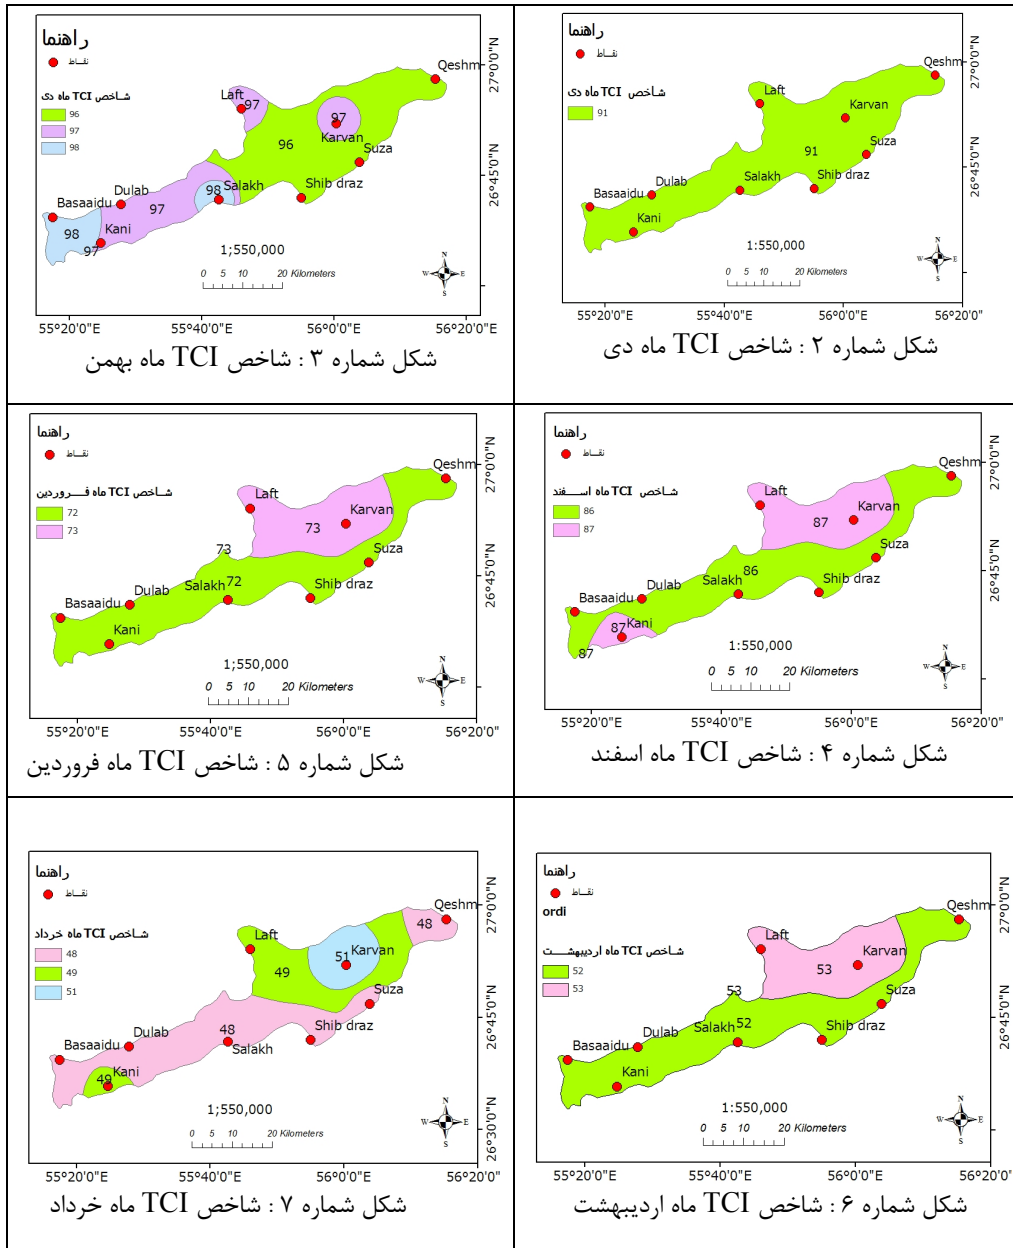 راهنما
نقــاط
شـاخص TCI ماه دی
91
Qeshm
Laft
Karvan
Suza
91
Salakh
Shib draz
Dulab
Basaaidu
Kani
1:550,000
0 5 10 20 Kilometers
N
W E
S
27°0'0"N
26°45'0"N
55°20'0"E 55°40'0"E 56°0'0"E 56°20'0"
شکل شماره ۲ : شاخص TCI ماه دی
راهنما
نقــاط
شـاخص TCI ماه دی
96
97
98
Qeshm
Laft
97
97
Karvan
96
Suza
Shib draz
98
Salakh
Dulab
97
Basaaidu
98
Kani
97
1;550,000
0 5 10 20 Kilometers
N
W E
S
27°0'0"N
26°45'0"N
55°20'0"E 55°40'0"E 56°0'0"E 56°20'0"E
شکل شماره ۳ : شاخص TCI ماه بهمن
راهنما
نقــاط
شـاخص TCI ماه اســفند
86
87
Qeshm
Laft
Karvan
87
Suza
86
Salakh
Shib draz
Dulab
Basaaidu
87
Kani
87
1:550,000
0 5 10 20 Kilometers
N
W E
S
27°0'0"N
26°45'0"N
55°20'0"E 55°40'0"E 56°0'0"E 56°20'0"
شکل شماره ۴ : شاخص TCI ماه اسفند
راهنما
نقــاط
شـاخص TCI ماه فــــروردین
72
73
Qeshm
Laft
Karvan
73
73
Suza
72
Salakh
Shib draz
Dulab
Basaaidu
Kani
1;550,000
0 5 10 20 Kilometers
N
W E
S
27°0'0"N
26°45'0"N
55°20'0"E 55°40'0"E 56°0'0"E 56°20'0"
شکل شماره ۵ : شاخص TCI ماه فروردین
راهنما
نقــاط
ordi
شـاخص TCI ماه اردیبهشــــت
52
53
Qeshm
Laft
Karvan
53
53
Suza
52
Salakh
Shib draz
Dulab
Basaaidu
Kani
1:550,000
0 5 10 20 Kilometers
N
W E
S
27°0'0"N
26°45'0"N
55°20'0"E 55°40'0"E 56°0'0"E 56°20'0"E
شکل شماره ۶ : شاخص TCI ماه اردیبهشت
راهنما
نقــاط
شـاخص TCI ماه خرداد
48
49
51
Qeshm
48
Laft
Karvan
51
49
Suza
48
Salakh
Shib draz
Dulab
Basaaidu
49
Kani
1;550,000
0 5 10 20 Kilometers
N
W E
S
27°0'0"N
26°45'0"N
26°30'0"N
55°20'0"E 55°40'0"E 56°0'0"E 56°20'0"E
شکل شماره ۷ : شاخص TCI ماه خرداد